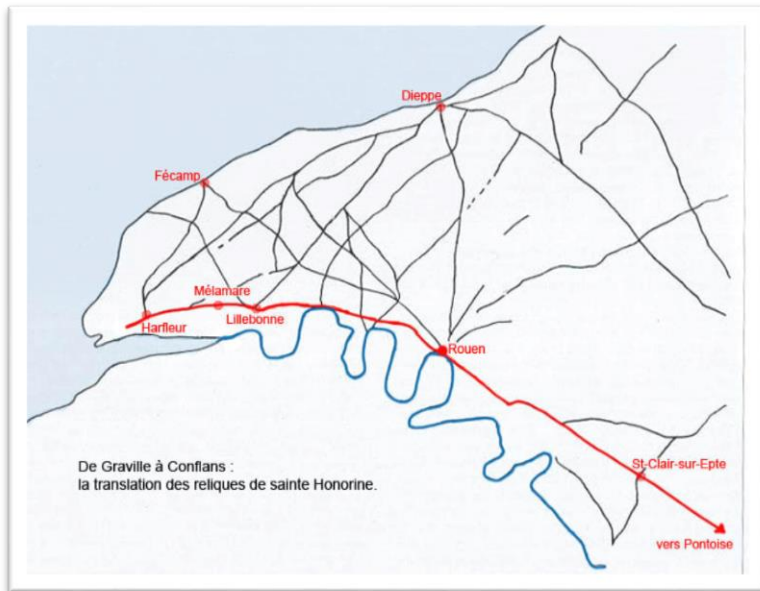 Dieppe
Fécamp
Mélamare
Harfleur
Lillebonne
Rouen
De Graville à Conflans :
la translation des reliques de sainte Honorine.
St-Clair-sur-Epte
vers Pontoise